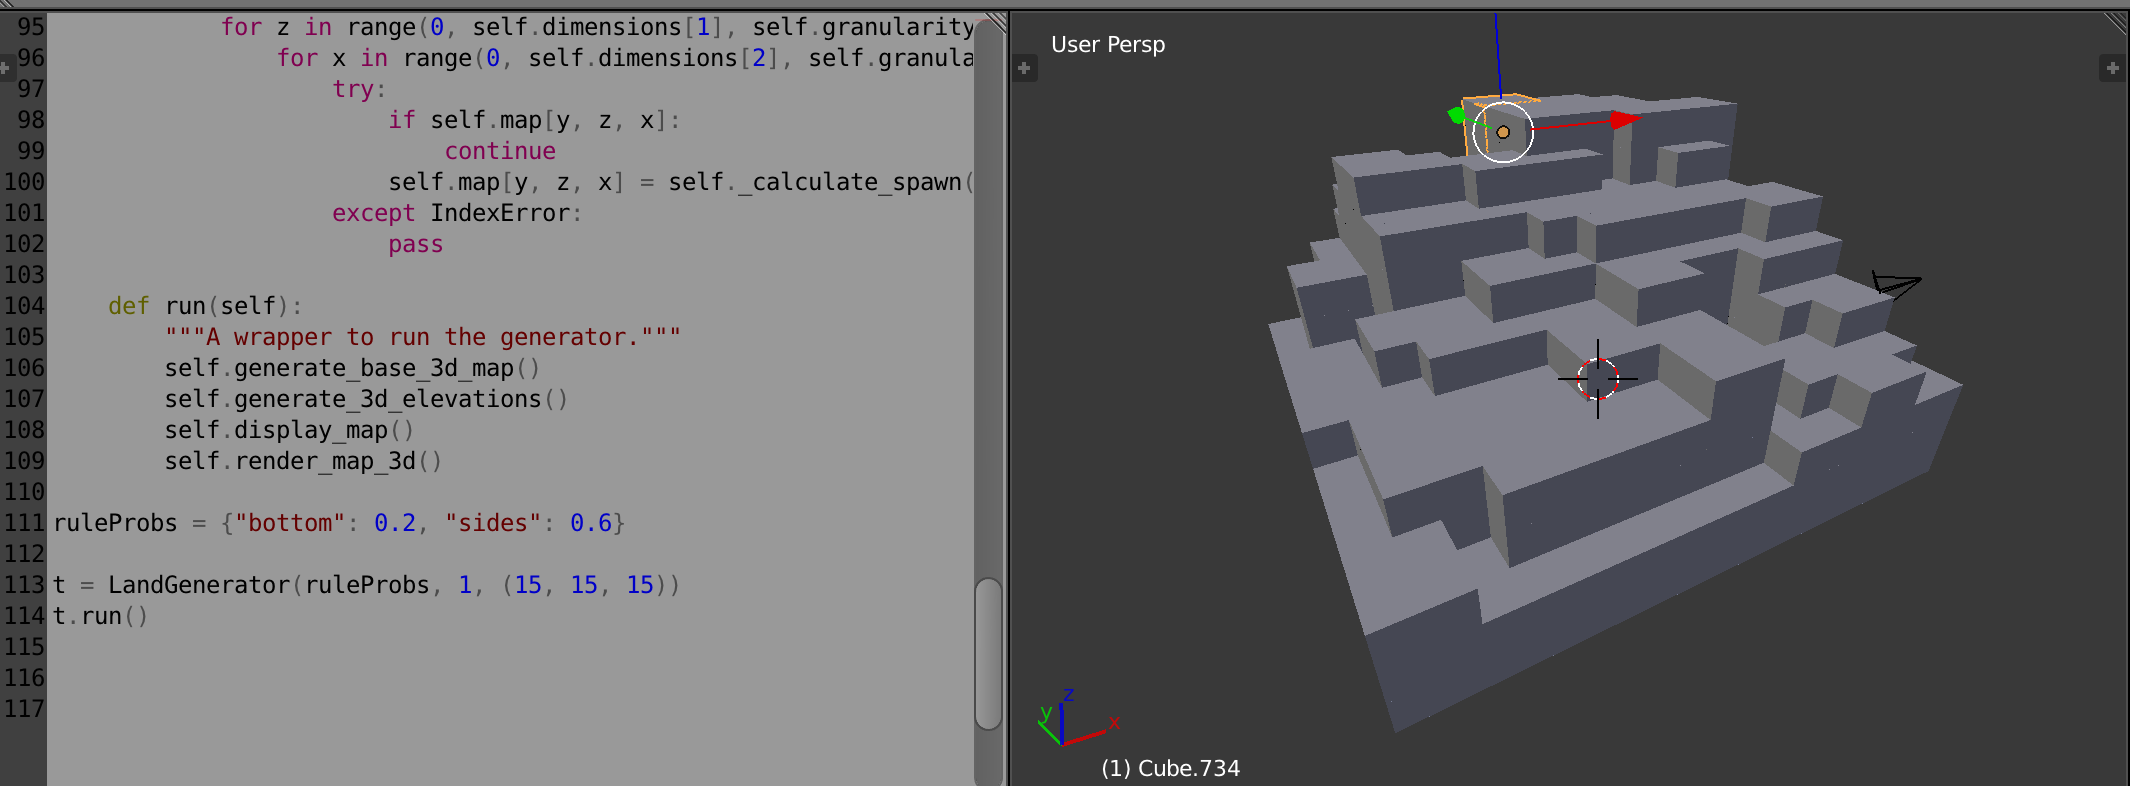 95 for z in range(0, self.dimensions[1], self.granularity
96 for x in range(0, self.dimensions[2], self.granula
97 try:
98 if self.map[y, z, x]:
99 continue
100 self.map[y, z, x] = self._calculate_spawn(
101 except IndexError:
102 pass
103
104 def run(self):
105 """A wrapper to run the generator."""
106 self.generate_base_3d_map()
107 self.generate_3d_elevations()
108 self.display_map()
109 self.render_map_3d()
110
111 ruleProbs = {"bottom": 0.2, "sides": 0.6}
112
113 t = LandGenerator(ruleProbs, 1, (15, 15, 15))
114 t.run()
115
116
117
User Persp
z
y
x
(1) Cube.734